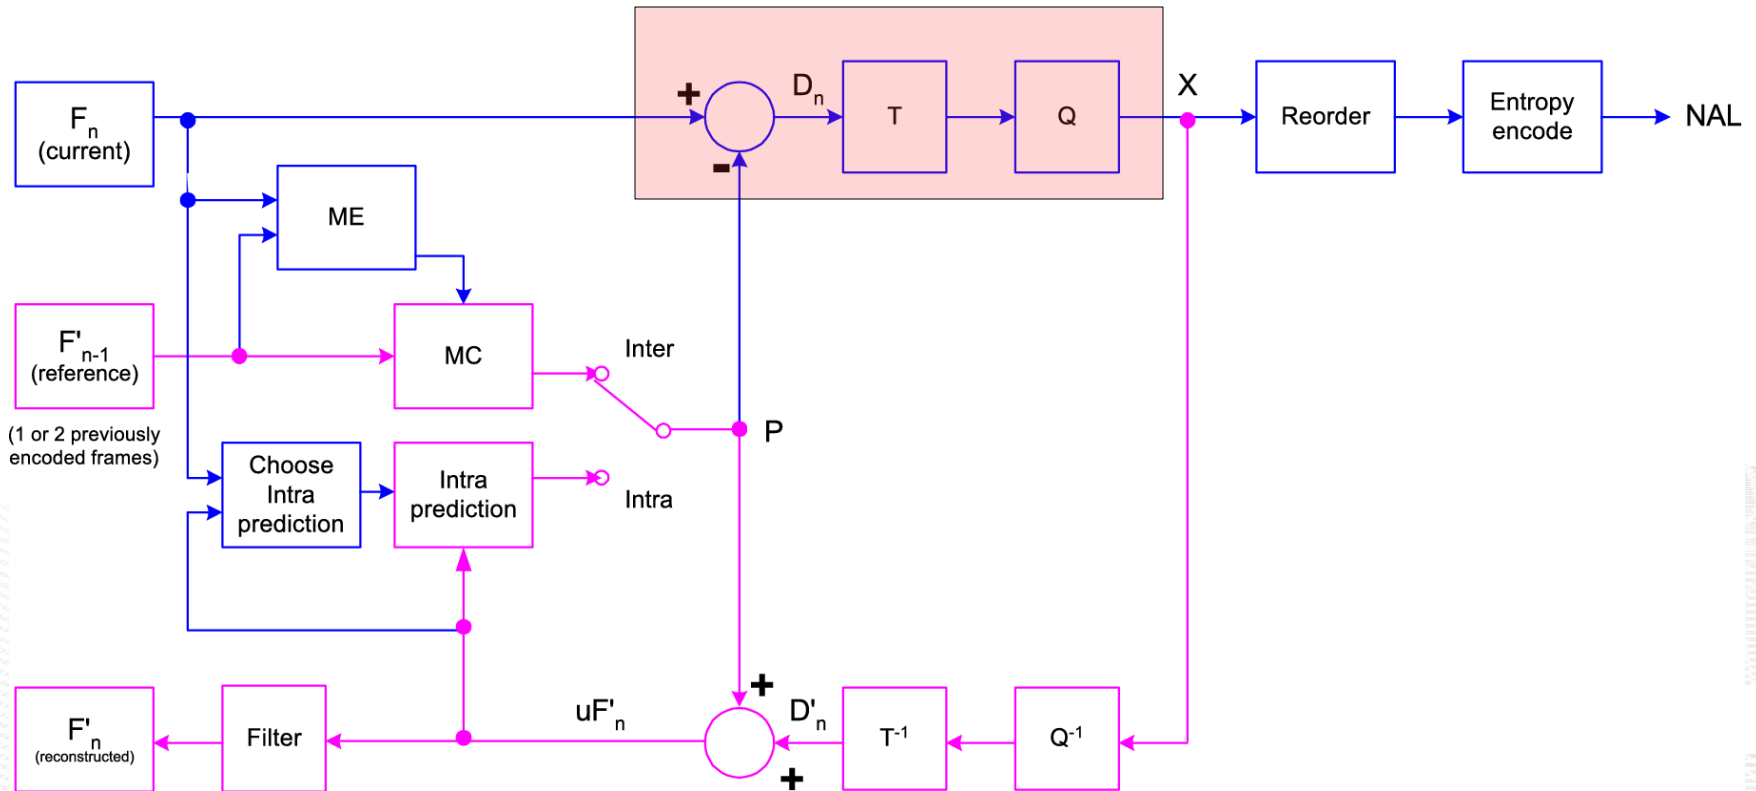 +
Dn
T
Q
X
Reorder
Entropy
encode
NAL
Fn
(current)
-
ME
F'n-1
(reference)
MC
Inter
(1 or 2 previously
encoded frames)
P
Choose
Intra
prediction
Intra
prediction
Intra
F'n
(reconstructed)
Filter
uF'n
+
D'n
+
T-1
Q-1